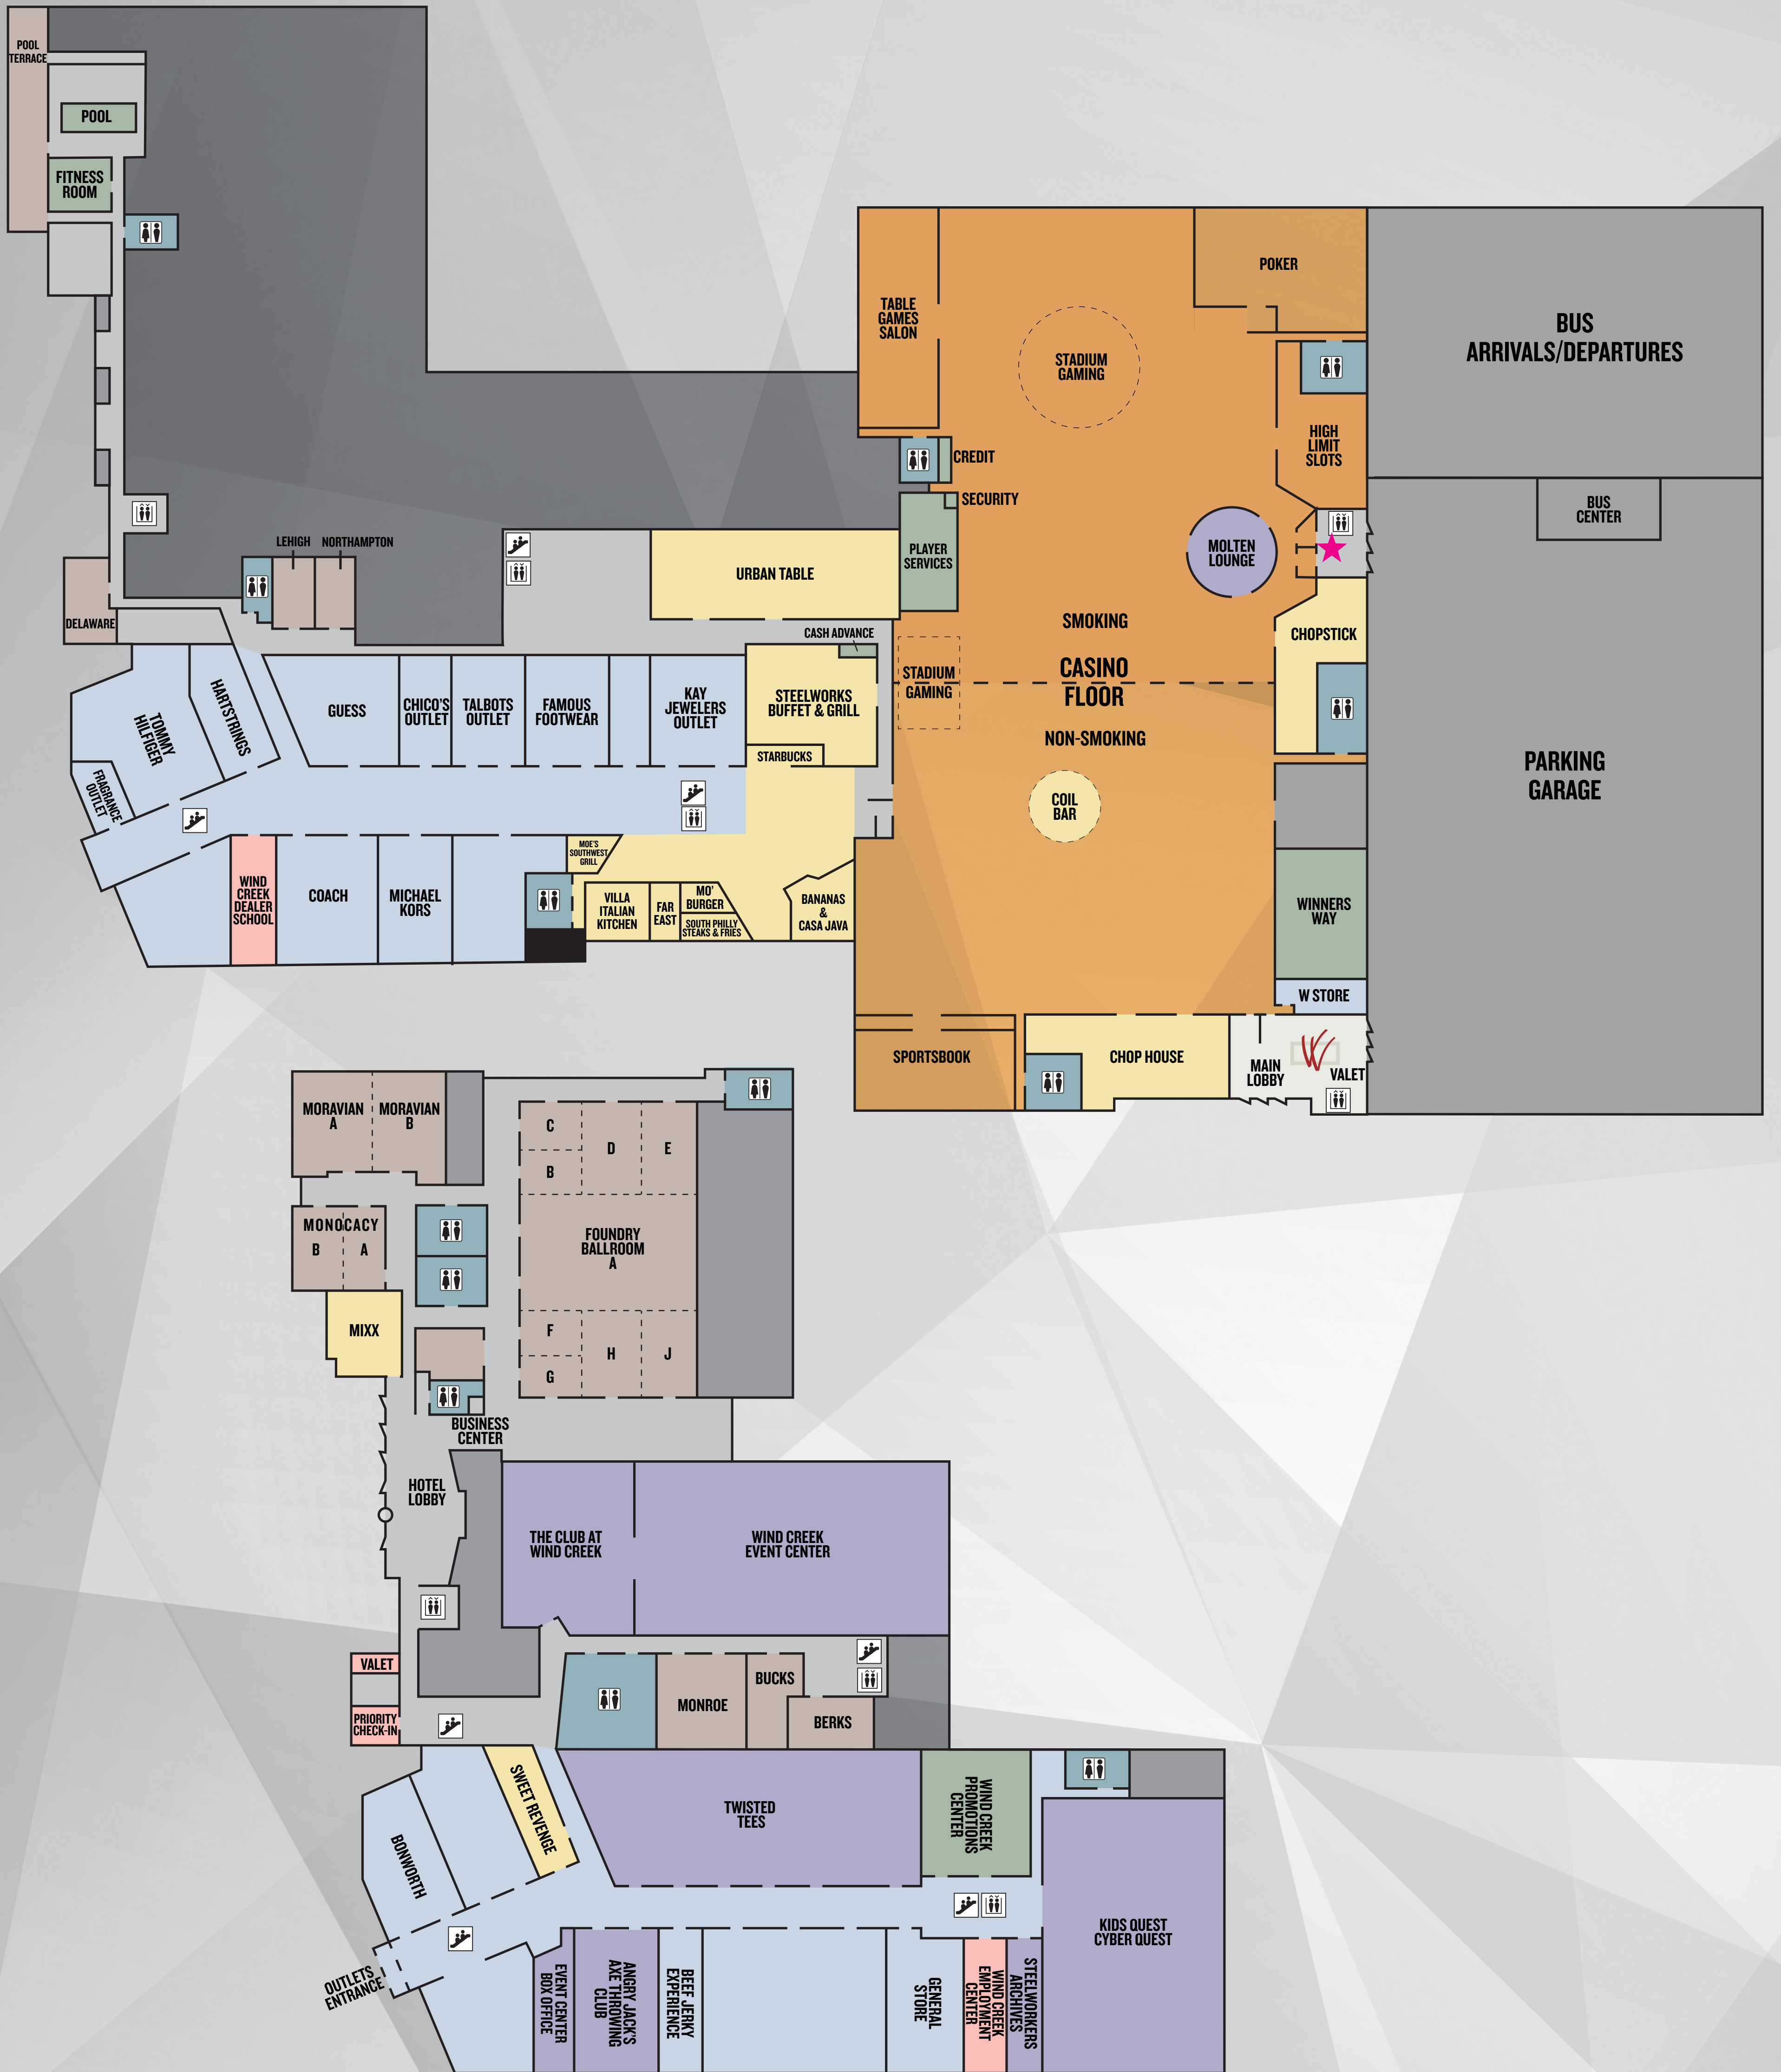 POOL
TERRACE
POOL
FITNESS
ROOM
TABLE
GAMES
SALON
STADIUM
GAMING
POKER
BUS
ARRIVALS/DEPARTURES
HIGH
LIMIT
SLOTS
CREDIT
SECURITY
BUS
CENTER
PLAYER
SERVICES
MOLTEN
LOUNGE
LEHIGH
NORTHAMPTON
URBAN TABLE
DELAWARE
CASH ADVANCE
SMOKING
CHOPSTICK
CASINO
FLOOR
STADIUM
GAMING
NON-SMOKING
TOMMY
HILFIGER
HARTSTRINGS
GUESS
CHICO'S
OUTLET
TALBOTS
OUTLET
FAMOUS
FOOTWEAR
KAY
JEWELERS
OUTLET
STEELWORKS
BUFFET & GRILL
STARBUCKS
FRAGRANCE
OUTLET
COIL
BAR
PARKING
GARAGE
WIND
CREEK
DEALER
SCHOOL
COACH
MICHAEL
KORS
MOE'S
SOUTHWEST
GRILL
VILLA
ITALIAN
KITCHEN
FAR
EAST
MO'
BURGER
SOUTH PHILLY
STEAKS & FRIES
BANANAS
&
CASA JAVA
WINNERS
WAY
W STORE
SPORTSBOOK
CHOP HOUSE
MAIN
LOBBY
VALET
MORAVIAN
A
MORAVIAN
B
C
D
E
B
MONOCACY
B
A
FOUNDRY
BALLROOM
A
MIXX
F
H
J
G
BUSINESS
CENTER
HOTEL
LOBBY
THE CLUB AT
WIND CREEK
WIND CREEK
EVENT CENTER
VALET
PRIORITY
CHECK-IN
MONROE
BUCKS
BERKS
SWEET REVENGE
TWISTED
TEES
WIND CREEK
PROMOTIONS
CENTER
BONWORTH
KIDS QUEST
CYBER QUEST
OUTLETS
ENTRANCE
EVENT CENTER
BOX OFFICE
ANGRY JACK'S
AXE THROWING
CLUB
BEEF JERKY
EXPERIENCE
GENERAL
STORE
WIND CREEK
EMPLOYMENT
CENTER
STEELWORKERS
ARCHIVES